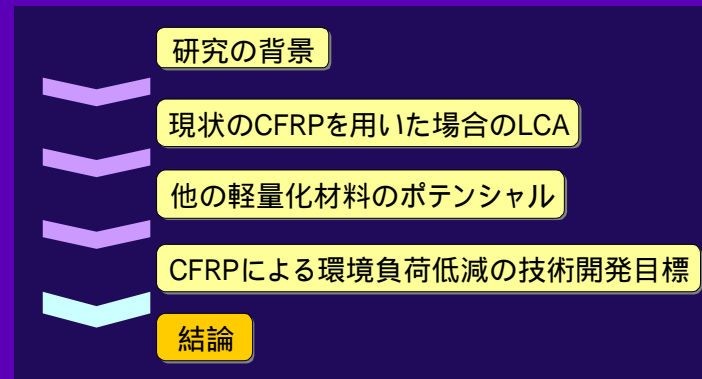 研究の背景
現状のCFRPを用いた場合のLCA
他の軽量化材料のポテンシャル
CFRPによる環境負荷低減の技術開発目標
結論